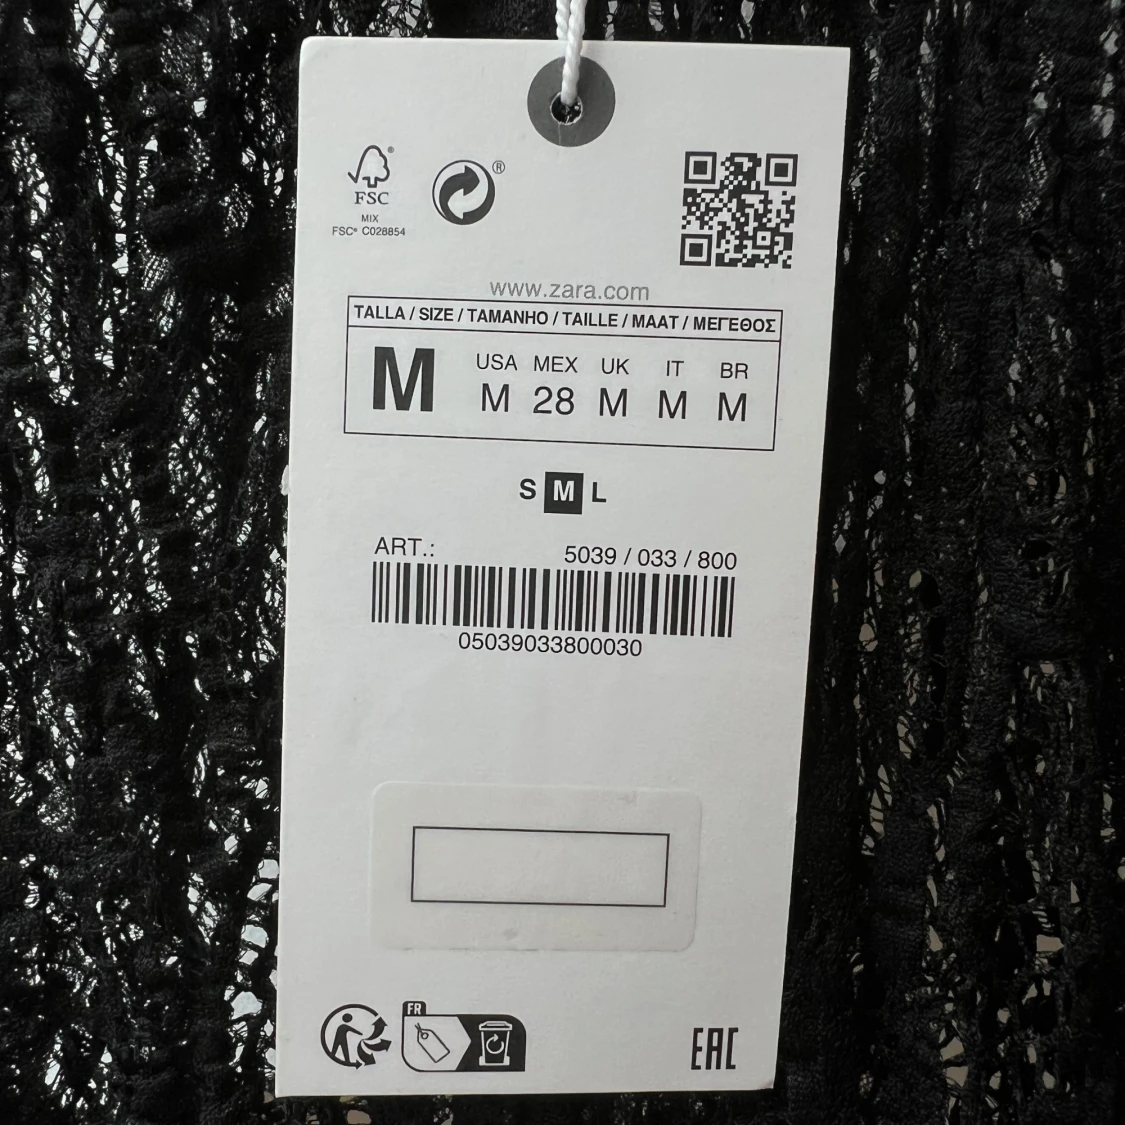 FSC
®
MIX
FSC® C028854
®
www.zara.com
TALLA / SIZE / TAMANHO / TAILLE / MAAT / ΜΕΓΕΘΟΣ
M
USA MEX UK IT BR
M 28 M M M
S M L
ART.: 5039 / 033 / 800
05039033800030
FR
EAC